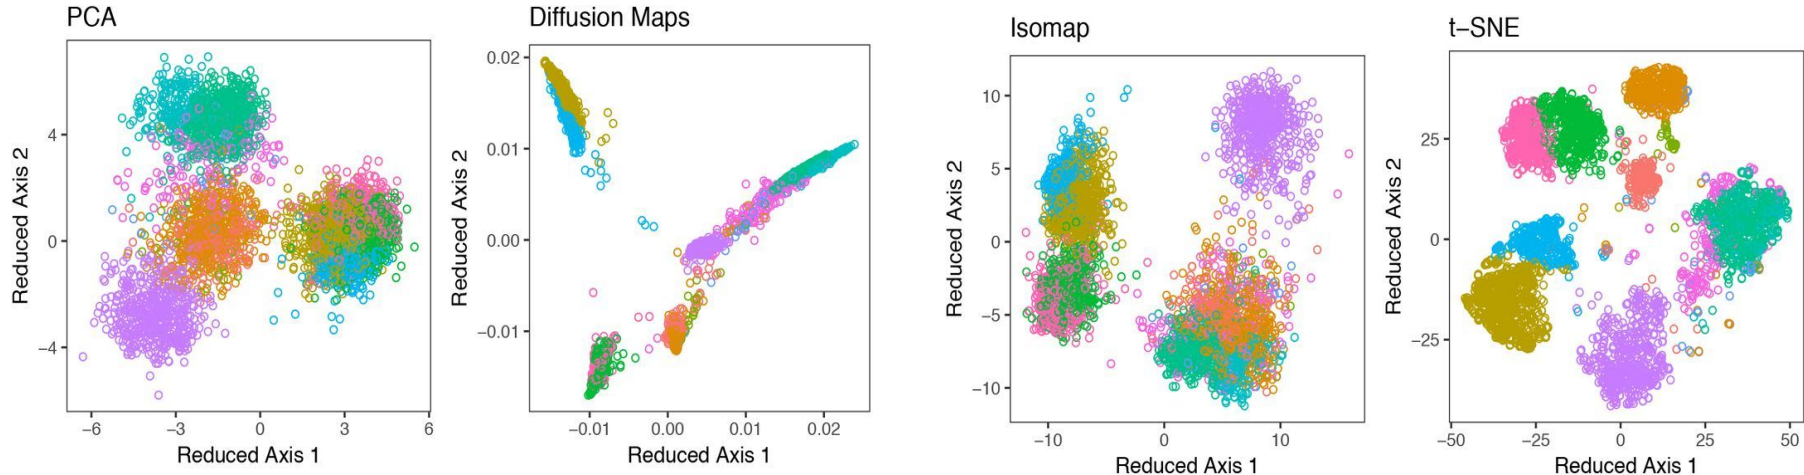 PCA
Reduced Axis 2
4
0
−4
−6 −3 0 3 6
Reduced Axis 1
Diffusion Maps
Reduced Axis 2
0.02
0.01
0.00
−0.01
−0.01 0.00 0.01 0.02
Reduced Axis 1
Isomap
Reduced Axis 2
10
5
0
−5
−10
−10 0 10
Reduced Axis 1
t−SNE
Reduced Axis 2
25
0
−25
−50 −25 0 25 50
Reduced Axis 1